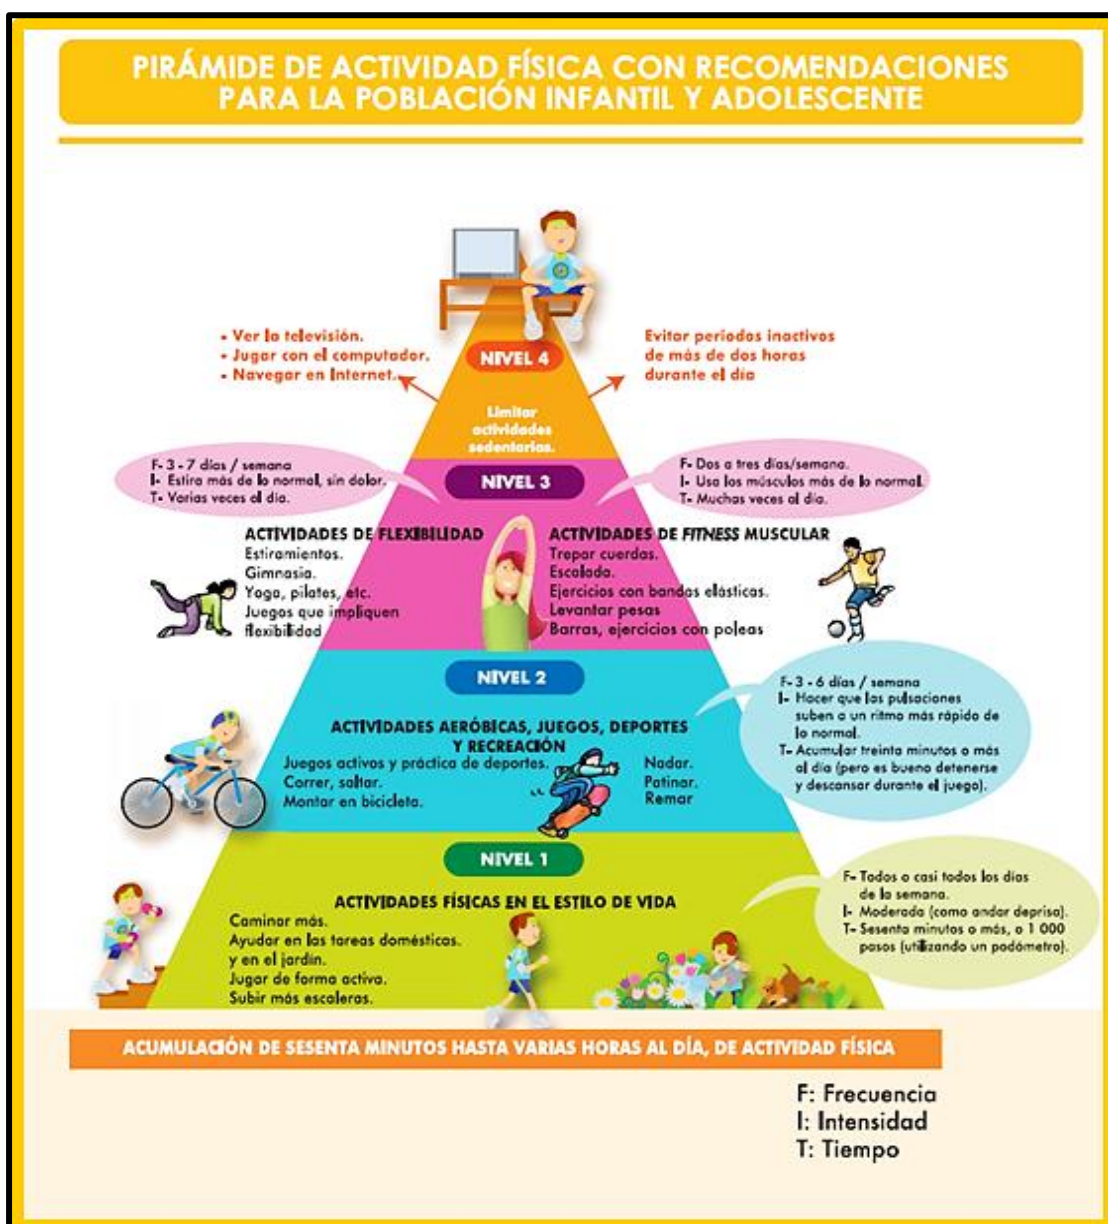 PIRÁMIDE DE ACTIVIDAD FÍSICA CON RECOMENDACIONES
PARA LA POBLACIÓN INFANTIL Y ADOLESCENTE
- Ver la televisión.
- Jugar con el computador.
- Navegar en Internet.
NIVEL 4
Evitar periodos inactivos
de más de dos horas
durante el día
Limitar
actividades
sedentarias.
F- 3 - 7 días / semana
I- Estira más de lo normal, sin dolor.
T- Varias veces al día.
NIVEL 3
F- Dos a tres días/semana.
I- Usa los músculos más de lo normal.
T- Muchas veces al día.
ACTIVIDADES DE FLEXIBILIDAD
Estiramientos.
Gimnasia.
Yoga, pilates, etc.
Juegos que impliquen
flexibilidad
ACTIVIDADES DE FITNESS MUSCULAR
Trepar cuerdas.
Escalada.
Ejercicios con bandas elásticas.
Levantar pesas
Barras, ejercicios con poleas
NIVEL 2
ACTIVIDADES AERÓBICAS, JUEGOS, DEPORTES
Y RECREACIÓN
Juegos activos y práctica de deportes.
Correr, saltar.
Montar en bicicleta.
Nadar.
Patinar.
Remar
F- 3 - 6 días / semana
I- Hacer que las pulsaciones
suben a un ritmo más rápido de
lo normal.
T- Acumular treinta minutos o más
al día (pero es bueno detenerse
y descansar durante el juego).
NIVEL 1
ACTIVIDADES FÍSICAS EN EL ESTILO DE VIDA
Caminar más.
Ayudar en las tareas domésticas.
y en el jardín.
Jugar de forma activa.
Subir más escaleras.
F- Todos o casi todos los días
de la semana.
I- Moderada (como andar deprisa).
T- Sesenta minutos o más, o 1 000
pasos (utilizando un podómetro).
ACUMULACIÓN DE SESENTA MINUTOS HASTA VARIAS HORAS AL DÍA, DE ACTIVIDAD FÍSICA
F: Frecuencia
I: Intensidad
T: Tiempo